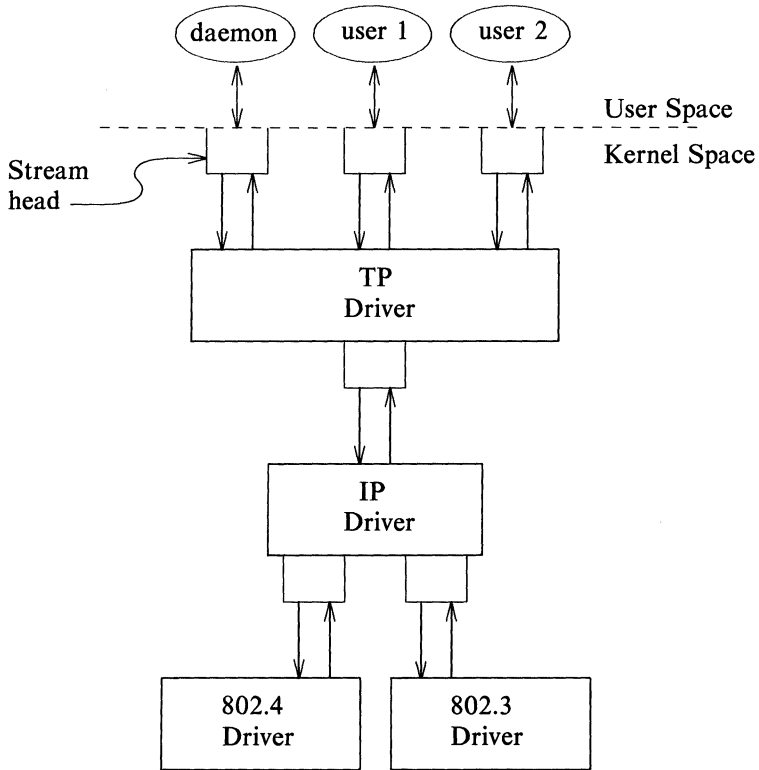 daemon
user 1
user 2
User Space
Kernel Space
Stream
head
TP
Driver
IP
Driver
802.4
Driver
802.3
Driver